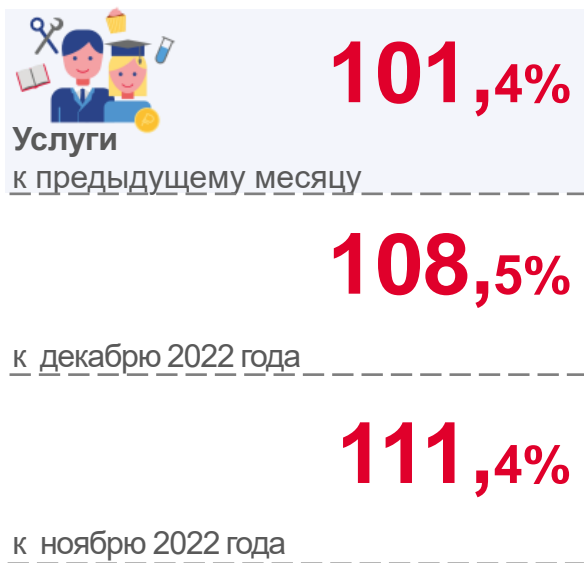 101,4%
Услуги
к предыдущему месяцу
108,5%
к декабрю 2022 года
111,4%
к ноябрю 2022 года